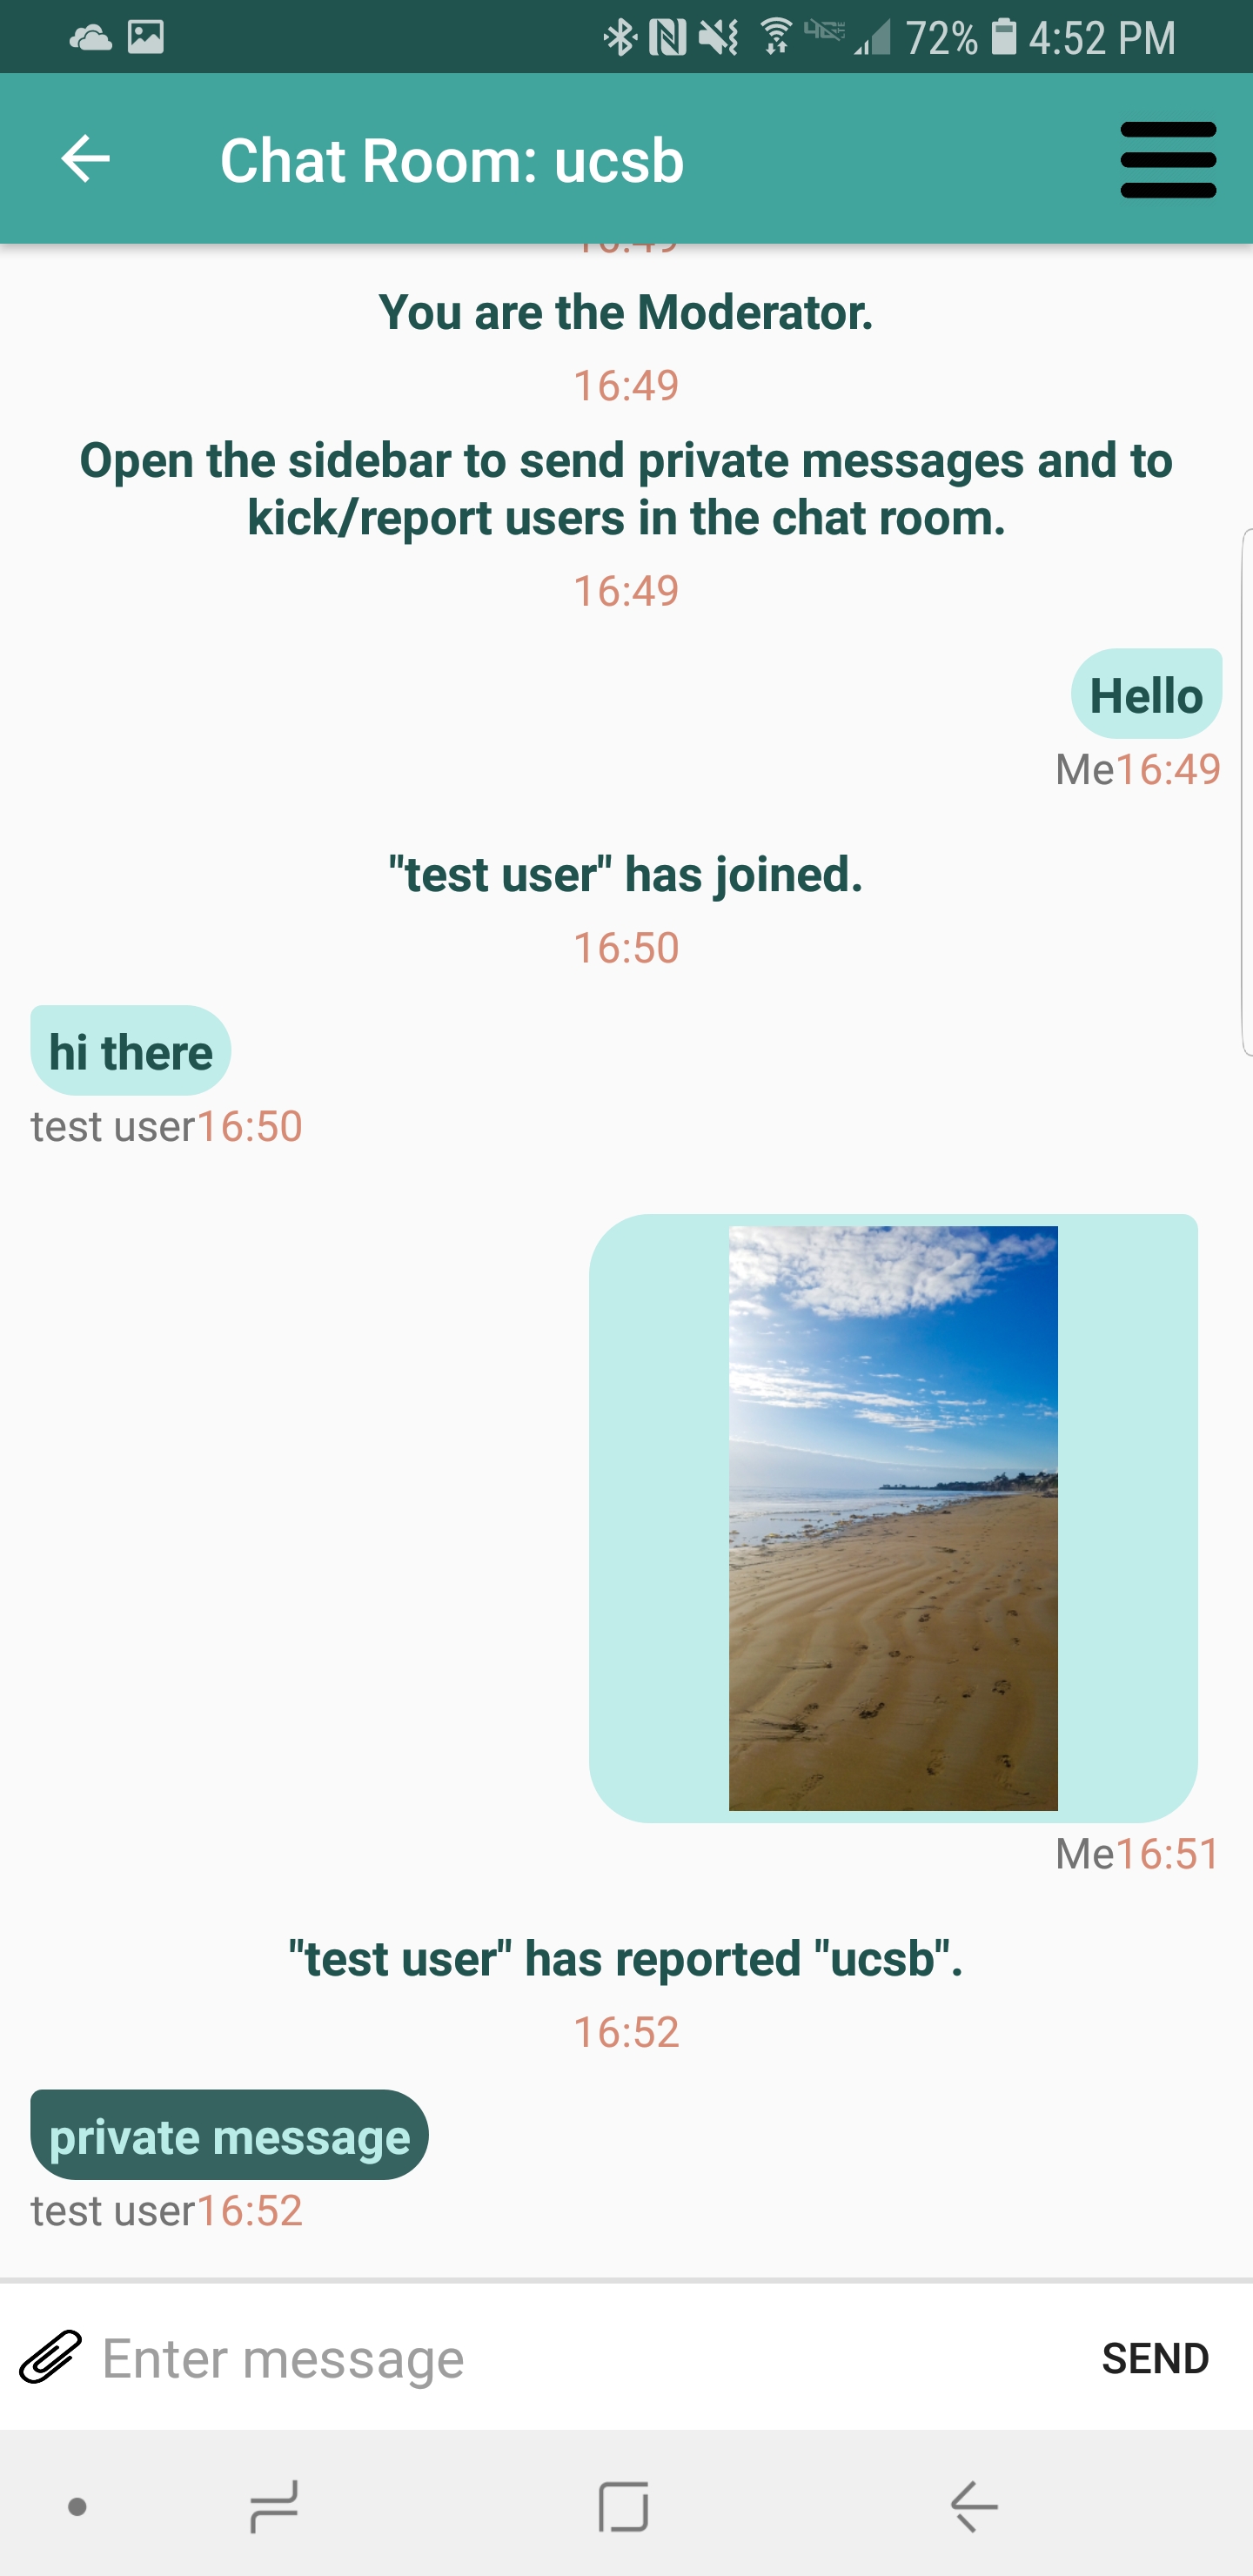 72% 4:52 PM
Chat Room: ucsb
16:49
You are the Moderator.
16:49
Open the sidebar to send private messages and to
kick/report users in the chat room.
16:49
Hello
Me16:49
"test user" has joined.
16:50
hi there
test user16:50
Me16:51
"test user" has reported "ucsb".
16:52
private message
test user16:52
Enter message
SEND